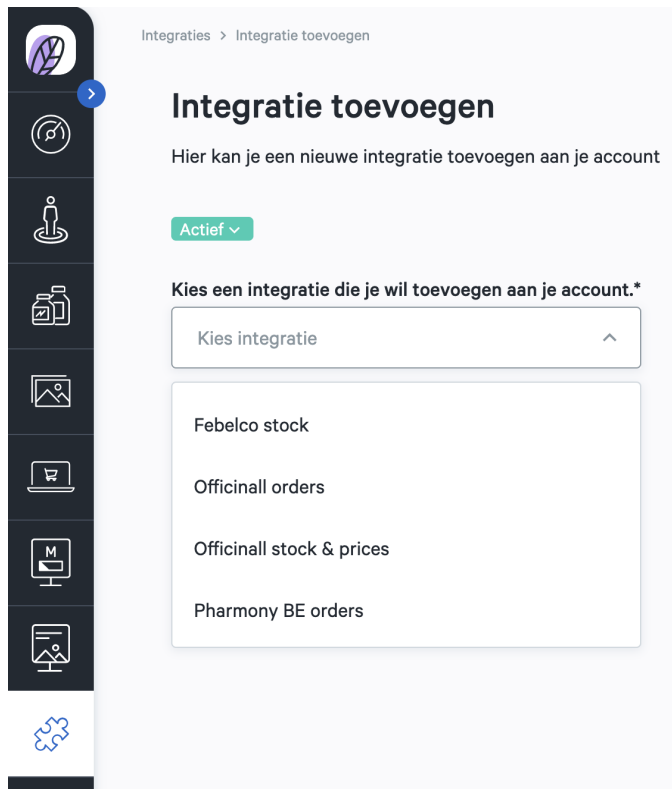 Integraties > Integratie toevoegen
Integratie toevoegen
Hier kan je een nieuwe integratie toevoegen aan je account
Actief
Kies een integratie die je wil toevoegen aan je account.*
Kies integratie
Febelco stock
Officinall orders
Officinall stock & prices
Pharmony BE orders
M